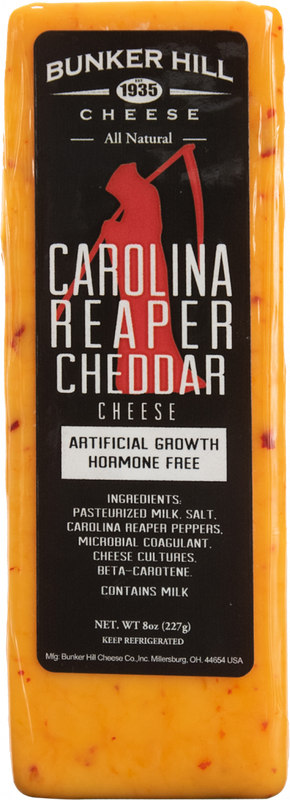 BUNKER HILL
EST.
1935
CHEESE
All Natural
CAROLINA
REAPER
CHEDDAR
CHEESE
ARTIFICIAL GROWTH
HORMONE FREE
INGREDIENTS:
PASTEURIZED MILK, SALT,
CAROLINA REAPER PEPPERS,
MICROBIAL COAGULANT,
CHEESE CULTURES,
BETA-CAROTENE.
CONTAINS MILK
NET. WT 8oz (227g)
KEEP REFRIGERATED
Mfg: Bunker Hill Cheese Co.,Inc. Millersburg, OH. 44654 USA